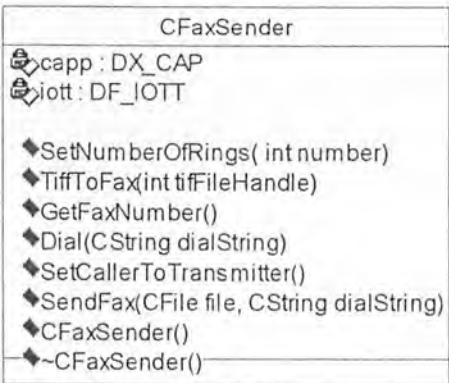 CFaxSender
capp : DX_CAP
iott : DF_IOTT
SetNumberOfRings( int number)
TiffToFax(int tifFileHandle)
GetFaxNumber()
Dial(CString dialString)
SetCallerToTransmitter()
SendFax(CFile file, CString dialString)
CFaxSender()
~CFaxSender()